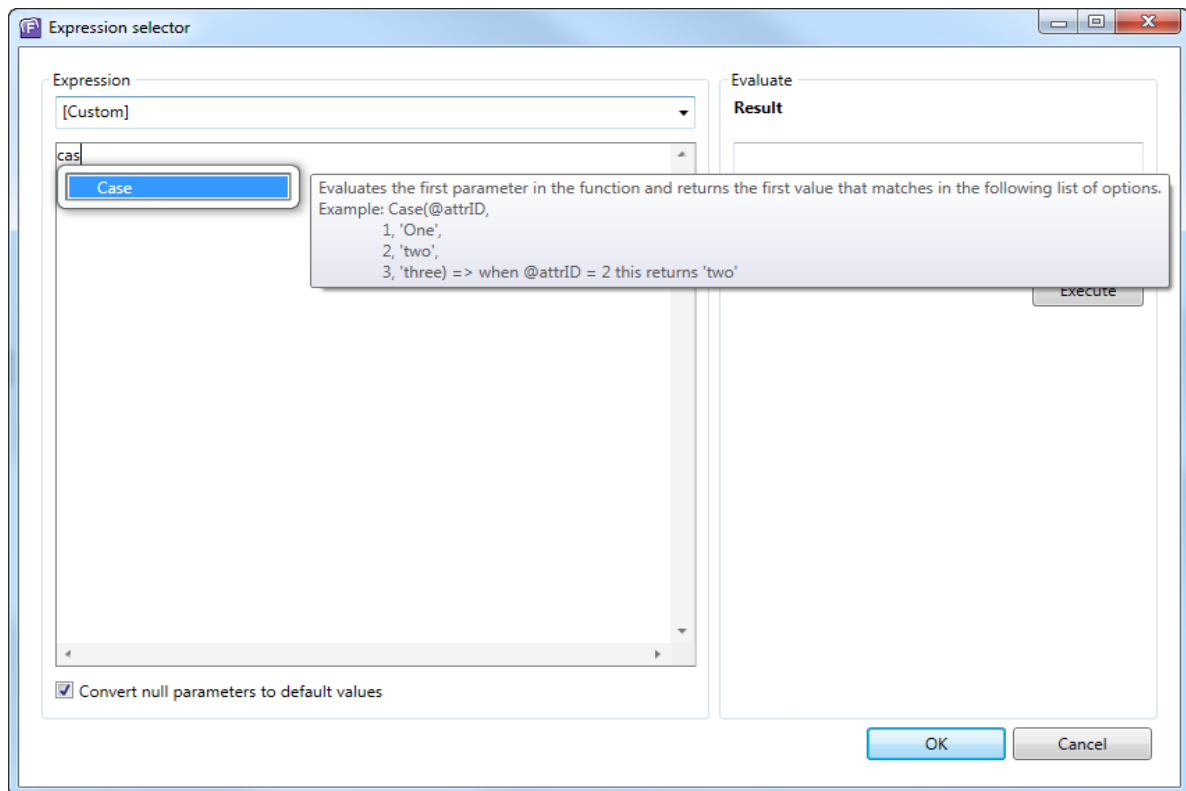 Expression selector
Expression
[Custom]
cas
Case
Evaluates the first parameter in the function and returns the first value that matches in the following list of options.
Example: Case(@attrID,
1, 'One',
2, 'two',
3, 'three) => when @attrID = 2 this returns 'two'
Convert null parameters to default values
Evaluate
Result
Execute
OK
Cancel